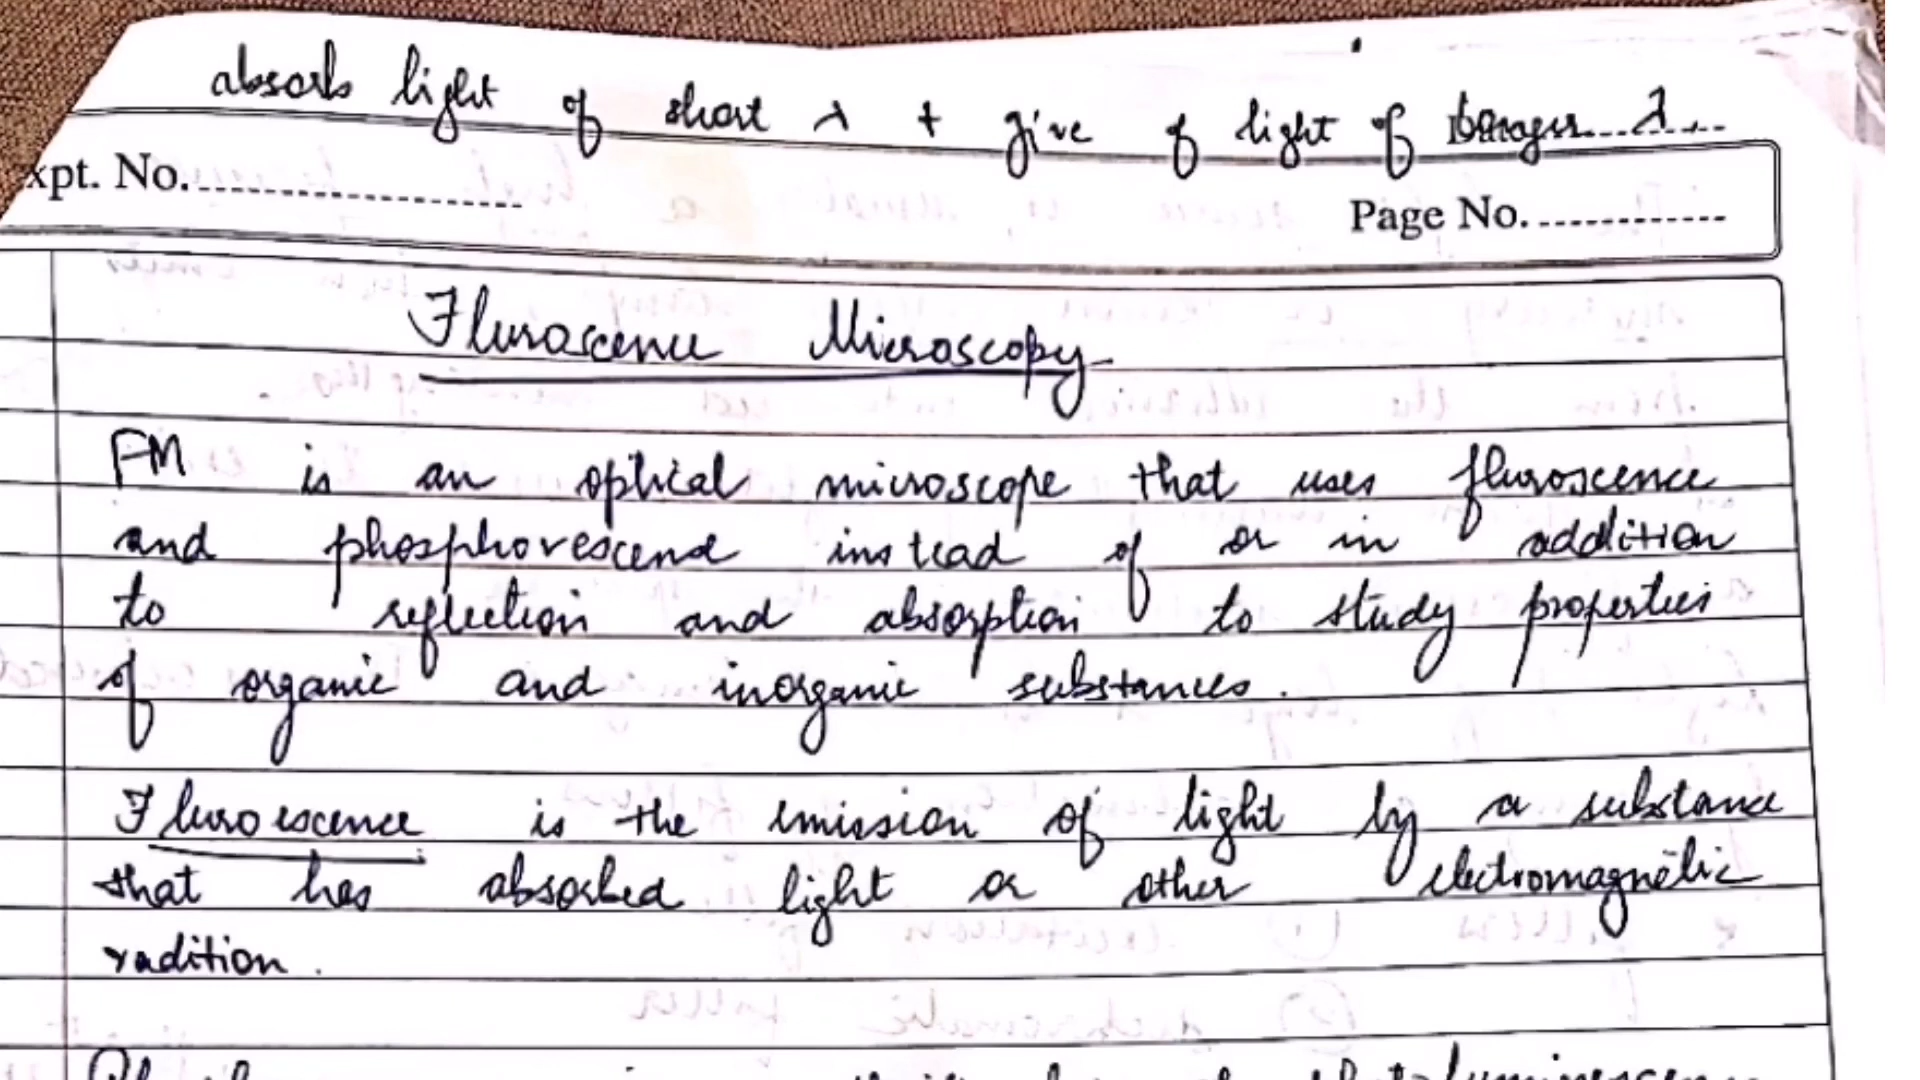 absorb light of short λ + give of light of longer λ
xpt. No.
Page No.
Fluroscence Microscopy
FM is an optical microscope that uses fluroscence
and phosphorescend instead of or in addition
to reflection and absorption to study properties
of organic and inorganic substances.
Fluroescence is the emission of light by a substance
that has absorbed light or other electromagnetic
radition.